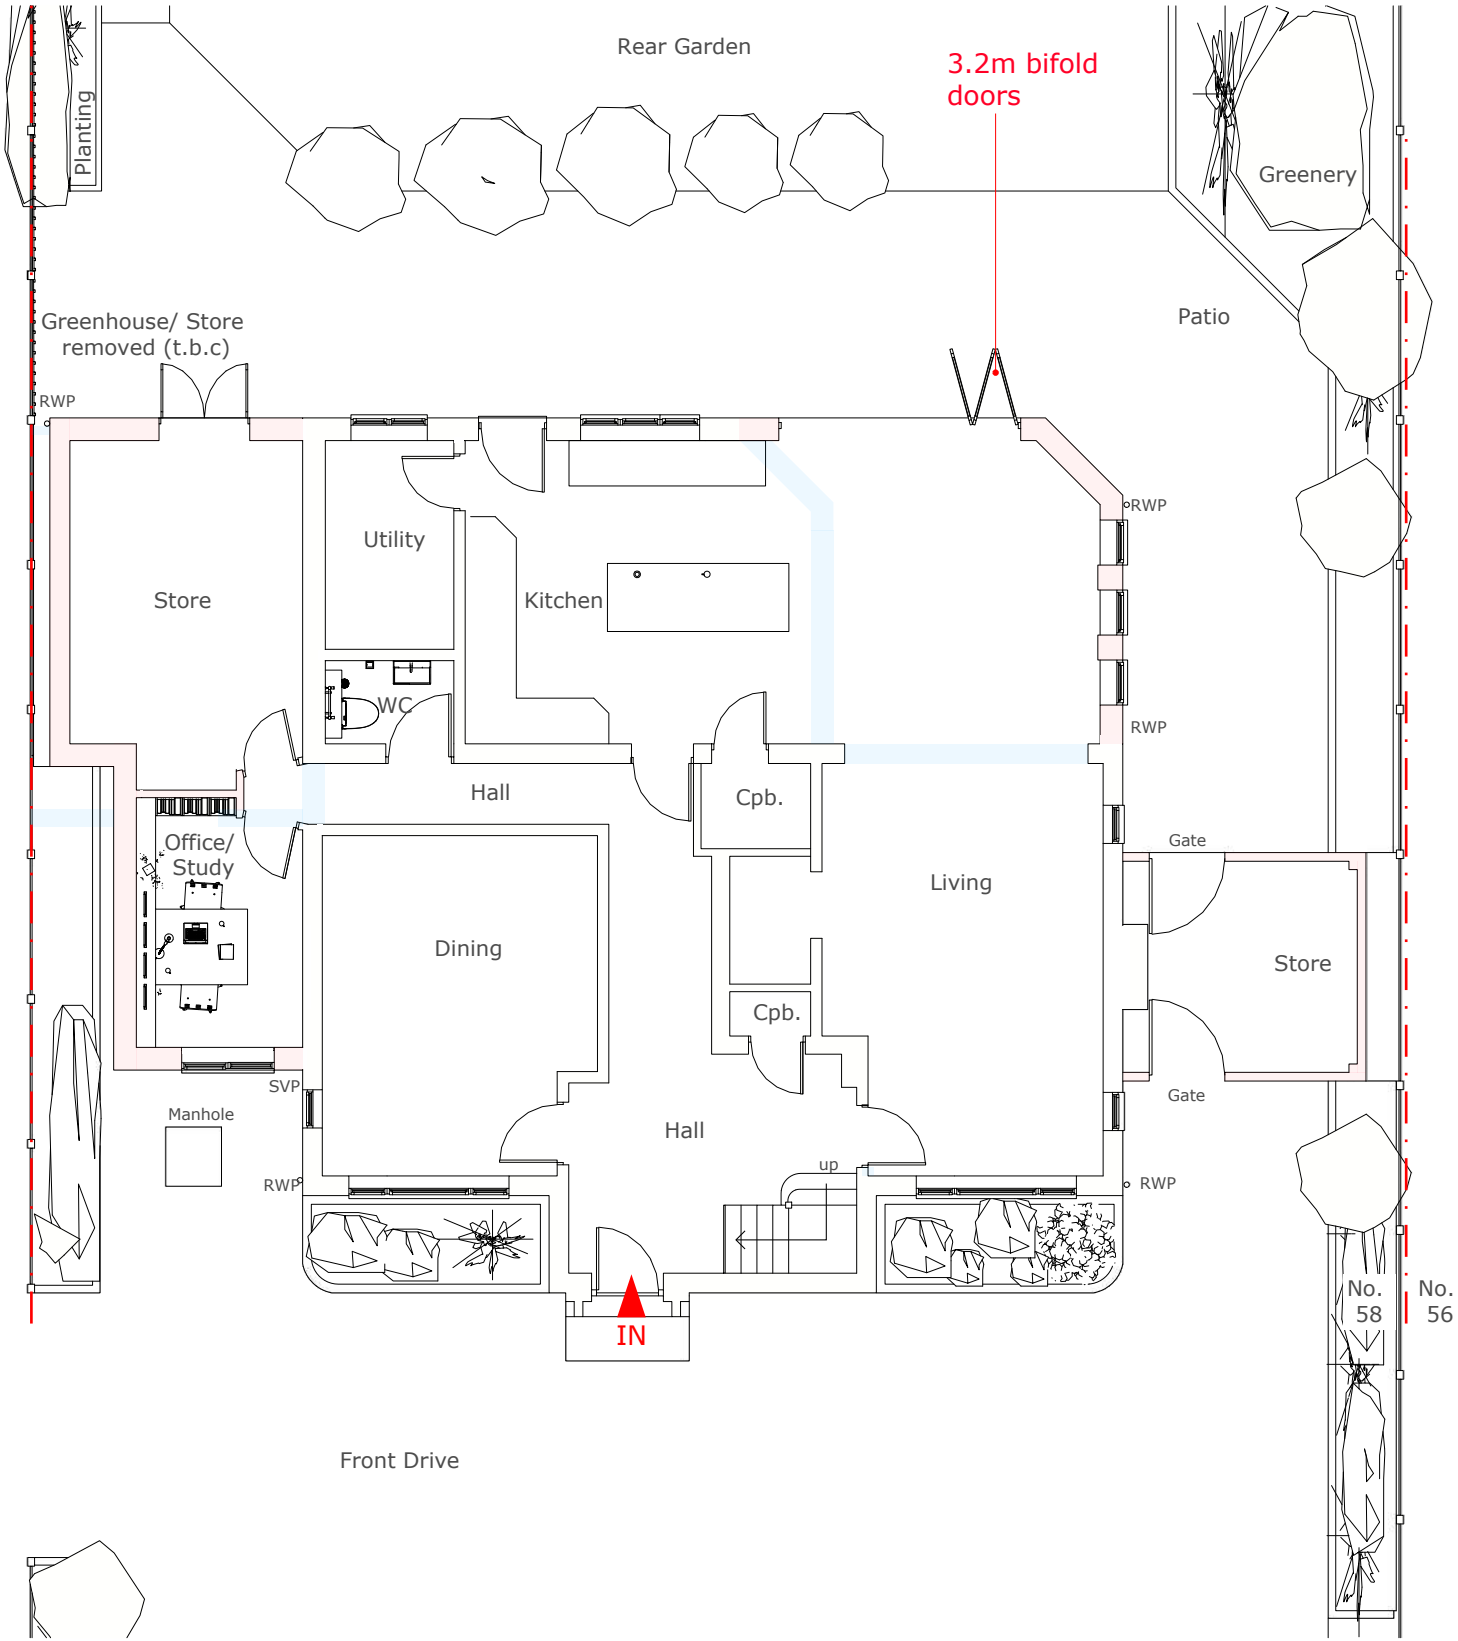 Rear Garden
3.2m bifold
doors
Planting
Greenery
Greenhouse/ Store
removed (t.b.c)
Patio
RWP
RWP
Utility
Store
Kitchen
WC
RWP
Hall
Cpb.
Office/
Study
Gate
Living
Dining
Store
Cpb.
SVP
Manhole
Gate
Hall
up
RWP
RWP
No.
58
No.
56
IN
Front Drive